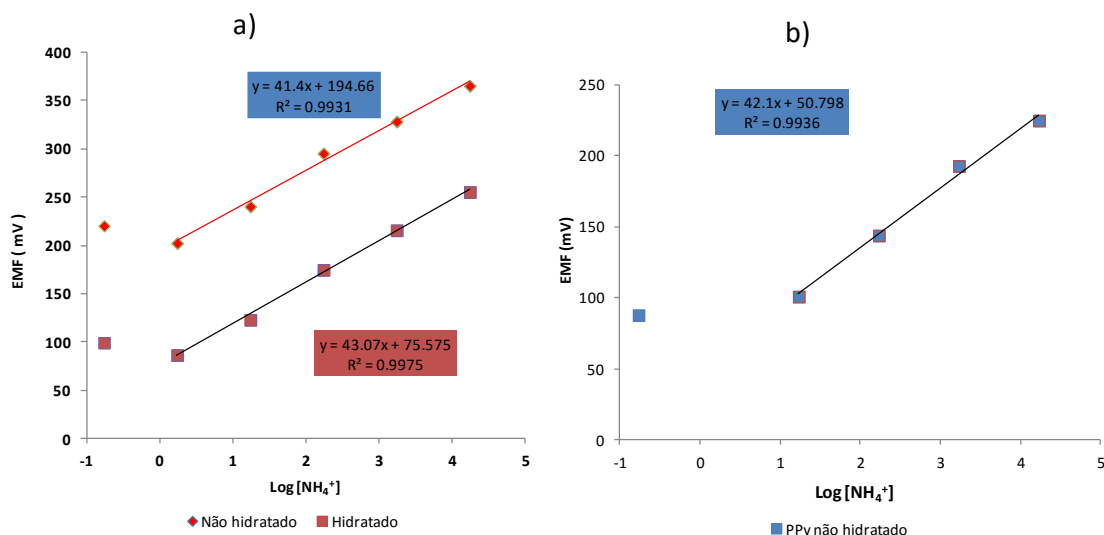 a)
400
350
300
250
200
150
100
50
0
EMF ( mV )
y = 41.4x + 194.66
R² = 0.9931
y = 43.07x + 75.575
R² = 0.9975
-1 0 1 2 3 4 5
Log [NH₄⁺]
Não hidratado Hidratado
b)
250
200
150
100
50
0
EMF (mV)
y = 42.1x + 50.798
R² = 0.9936
-1 0 1 2 3 4 5
Log [NH₄⁺]
PPy não hidratado